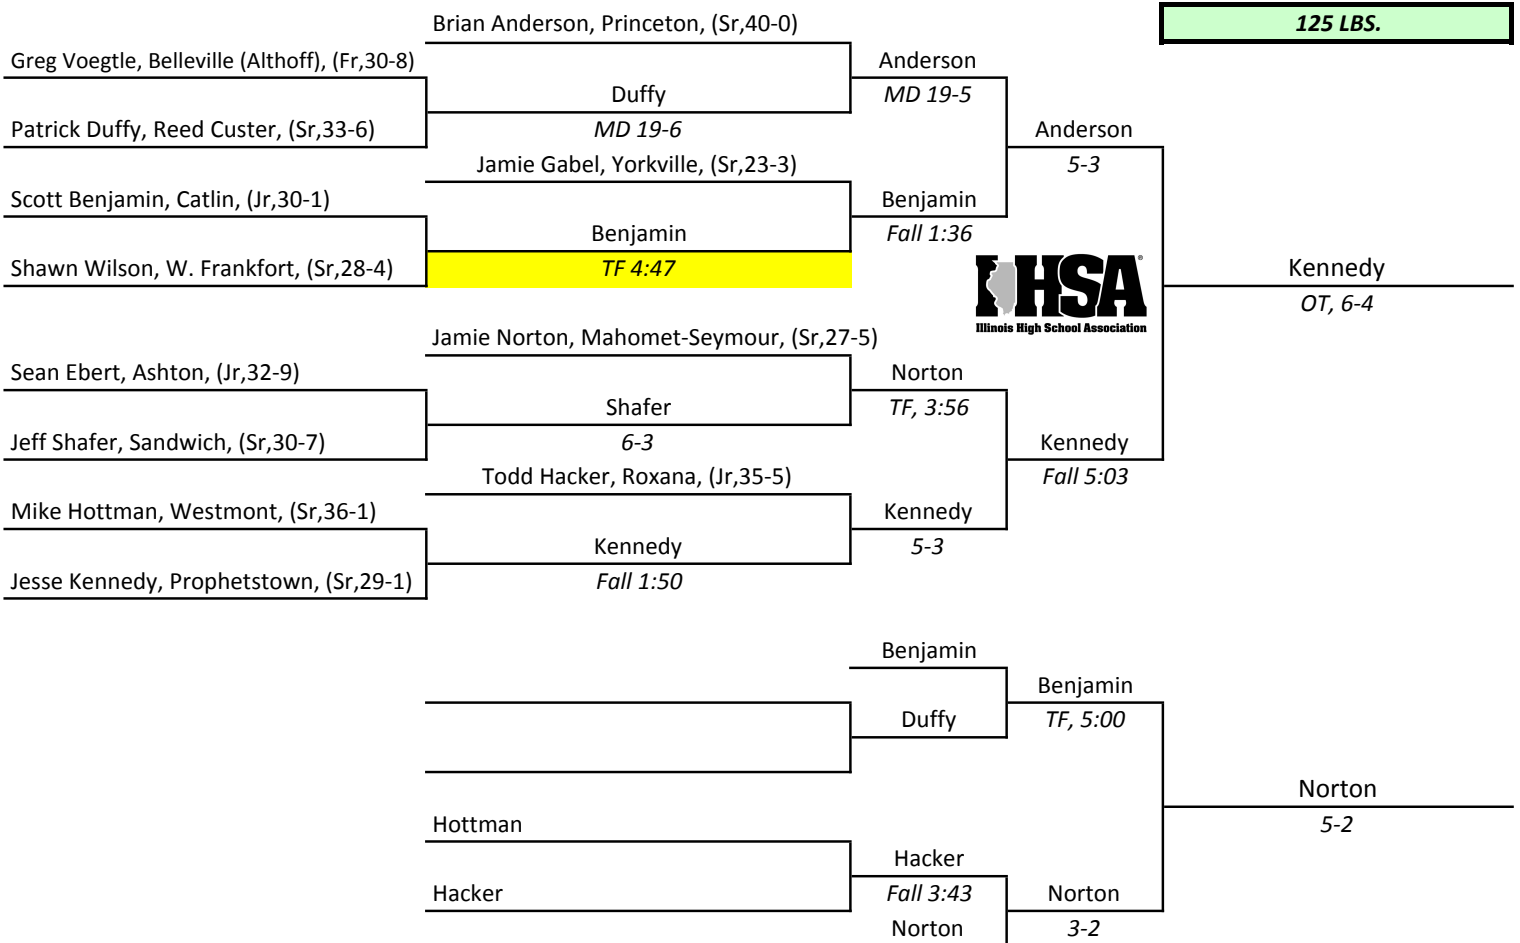 Brian Anderson, Princeton, (Sr,40-0)
125 LBS.
Greg Voegtle, Belleville (Althoff), (Fr,30-8)
Anderson
Duffy
MD 19-5
Patrick Duffy, Reed Custer, (Sr,33-6)
MD 19-6
Anderson
Jamie Gabel, Yorkville, (Sr,23-3)
5-3
Scott Benjamin, Catlin, (Jr,30-1)
Benjamin
Benjamin
Fall 1:36
Shawn Wilson, W. Frankfort, (Sr,28-4)
TF 4:47
IHSA®
Illinois High School Association
Kennedy
OT, 6-4
Jamie Norton, Mahomet-Seymour, (Sr,27-5)
Sean Ebert, Ashton, (Jr,32-9)
Norton
Shafer
TF, 3:56
Jeff Shafer, Sandwich, (Sr,30-7)
6-3
Kennedy
Todd Hacker, Roxana, (Jr,35-5)
Fall 5:03
Mike Hottman, Westmont, (Sr,36-1)
Kennedy
Kennedy
5-3
Jesse Kennedy, Prophetstown, (Sr,29-1)
Fall 1:50
Benjamin
Benjamin
Duffy
TF, 5:00
Norton
Hottman
5-2
Hacker
Hacker
Fall 3:43
Norton
Norton
3-2